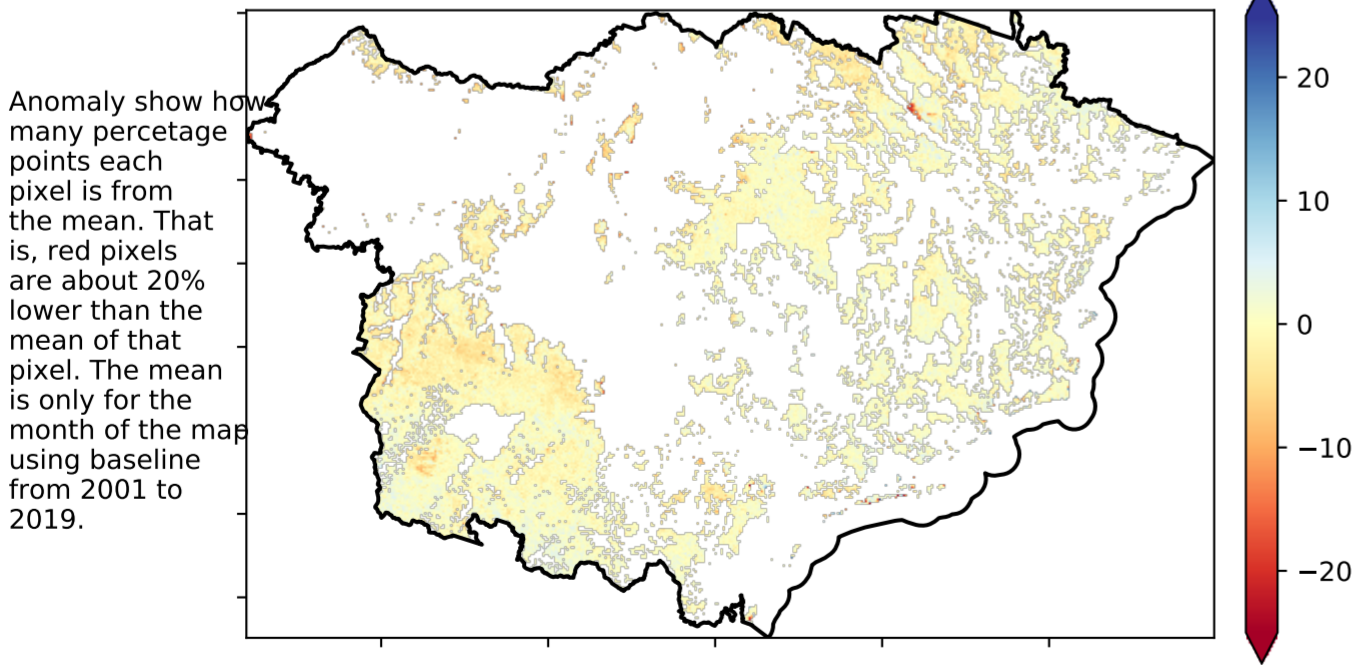 Anomaly show how
many percetage
points each
pixel is from
the mean. That
is, red pixels
are about 20%
lower than the
mean of that
pixel. The mean
is only for the
month of the map
using baseline
from 2001 to
2019.
20
10
0
−10
−20